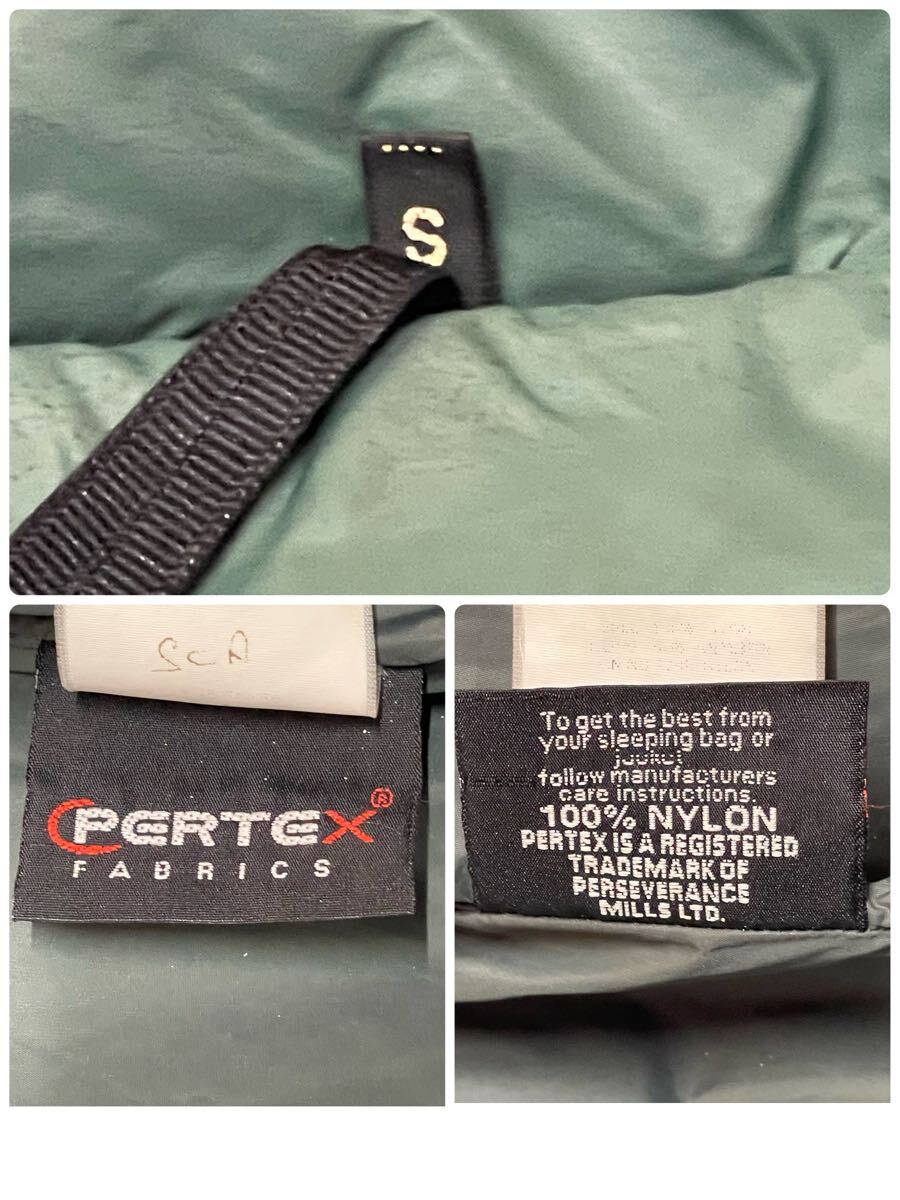 S
ScA
PERTEX®
FABRICS
To get the best from
your sleeping bag or
jacket
follow manufacturers
care instructions.
100% NYLON
PERTEX IS A REGISTERED
TRADEMARK OF
PERSEVERANCE
MILLS LTD.